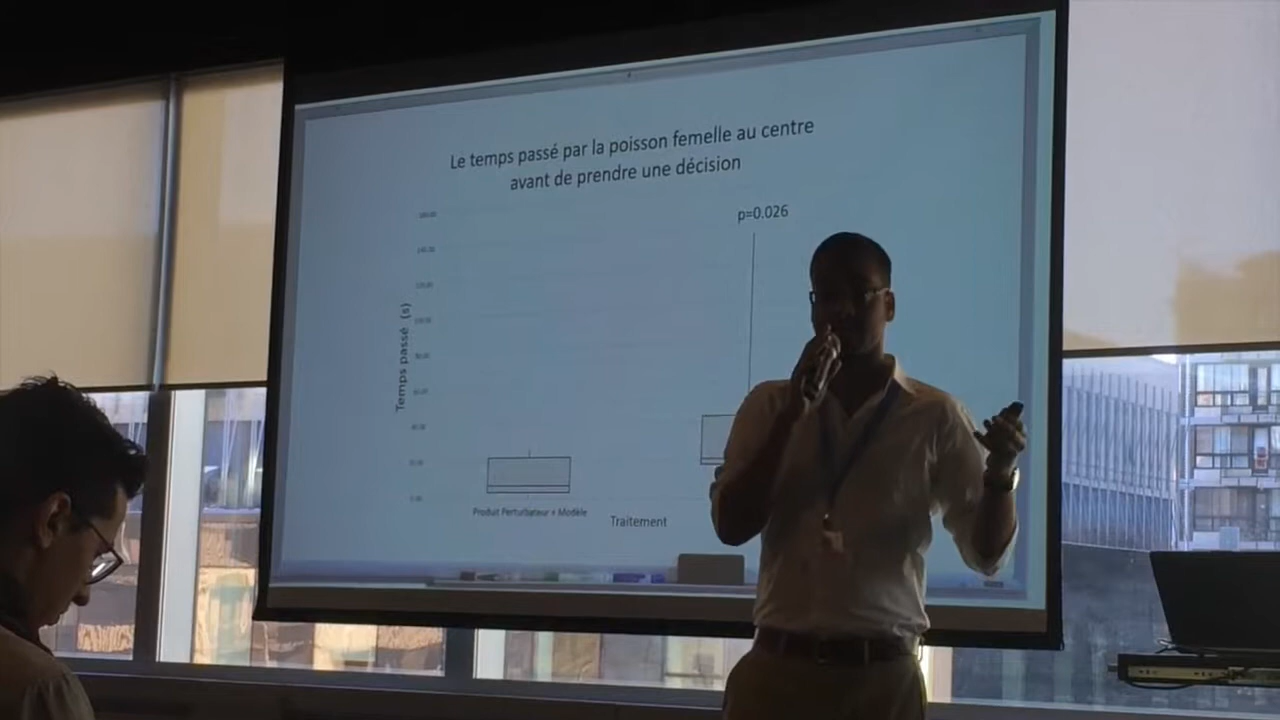 Le temps passé par la poisson femelle au centre
avant de prendre une décision
p=0.026
Temps passé (s)
Produit Perturbateur + Modèle
Traitement